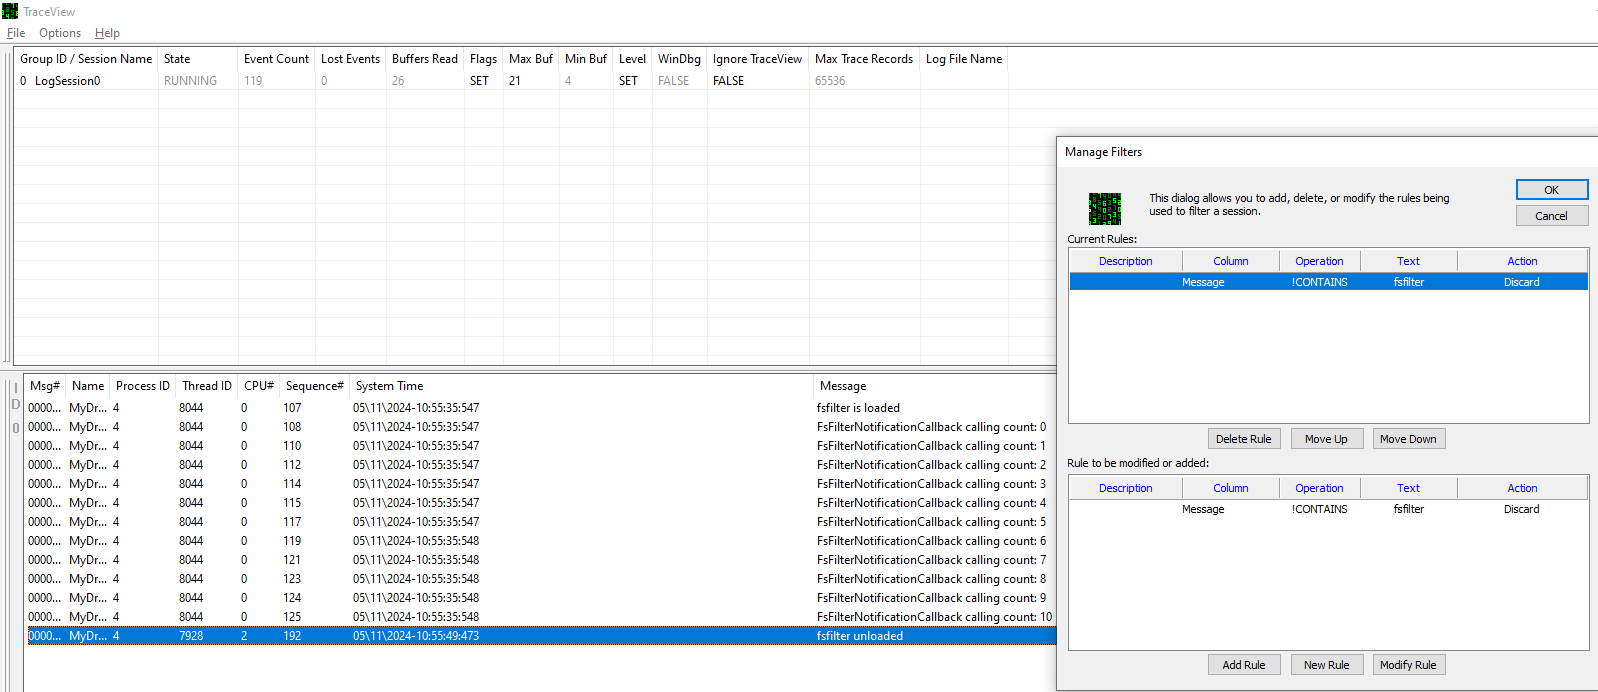 TraceView
File Options Help
Group ID / Session Name State Event Count Lost Events Buffers Read Flags Max Buf Min Buf Level WinDbg Ignore TraceView Max Trace Records Log File Name
0 LogSession0 RUNNING 119 0 26 SET 21 4 SET FALSE FALSE 65536
Manage Filters
This dialog allows you to add, delete, or modify the rules being
used to filter a session.
OK
Cancel
Current Rules:
Description Column Operation Text Action
Message !CONTAINS fsfilter Discard
Delete Rule Move Up Move Down
Rule to be modified or added:
Description Column Operation Text Action
Message !CONTAINS fsfilter Discard
Add Rule New Rule Modify Rule
I
D
0
Msg# Name Process ID Thread ID CPU# Sequence# System Time Message
0000... MyDr... 4 8044 0 107 05\11\2024-10:55:35:547 fsfilter is loaded
0000... MyDr... 4 8044 0 108 05\11\2024-10:55:35:547 FsFilterNotificationCallback calling count: 0
0000... MyDr... 4 8044 0 110 05\11\2024-10:55:35:547 FsFilterNotificationCallback calling count: 1
0000... MyDr... 4 8044 0 112 05\11\2024-10:55:35:547 FsFilterNotificationCallback calling count: 2
0000... MyDr... 4 8044 0 114 05\11\2024-10:55:35:547 FsFilterNotificationCallback calling count: 3
0000... MyDr... 4 8044 0 115 05\11\2024-10:55:35:547 FsFilterNotificationCallback calling count: 4
0000... MyDr... 4 8044 0 117 05\11\2024-10:55:35:547 FsFilterNotificationCallback calling count: 5
0000... MyDr... 4 8044 0 119 05\11\2024-10:55:35:548 FsFilterNotificationCallback calling count: 6
0000... MyDr... 4 8044 0 121 05\11\2024-10:55:35:548 FsFilterNotificationCallback calling count: 7
0000... MyDr... 4 8044 0 123 05\11\2024-10:55:35:548 FsFilterNotificationCallback calling count: 8
0000... MyDr... 4 8044 0 124 05\11\2024-10:55:35:548 FsFilterNotificationCallback calling count: 9
0000... MyDr... 4 8044 0 125 05\11\2024-10:55:35:548 FsFilterNotificationCallback calling count: 10
0000... MyDr... 4 7928 2 192 05\11\2024-10:55:49:473 fsfilter unloaded